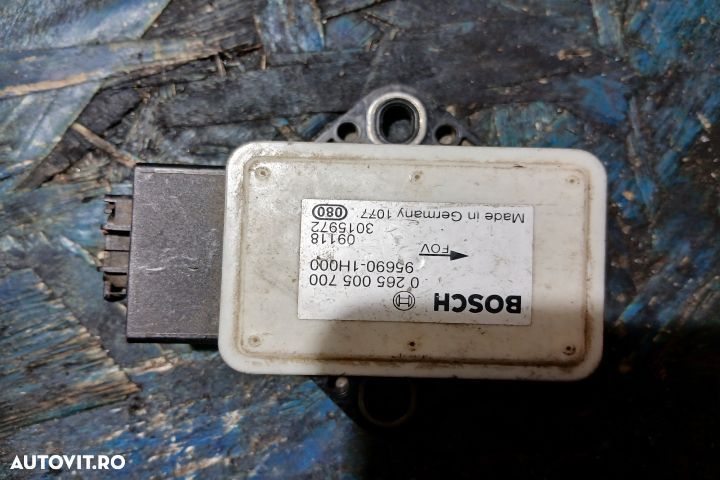 BOSCH
0 265 005 700
95690-1H000
FOV
09118
3015972
Made in Germany 1077 080
AUTOVIT.RO